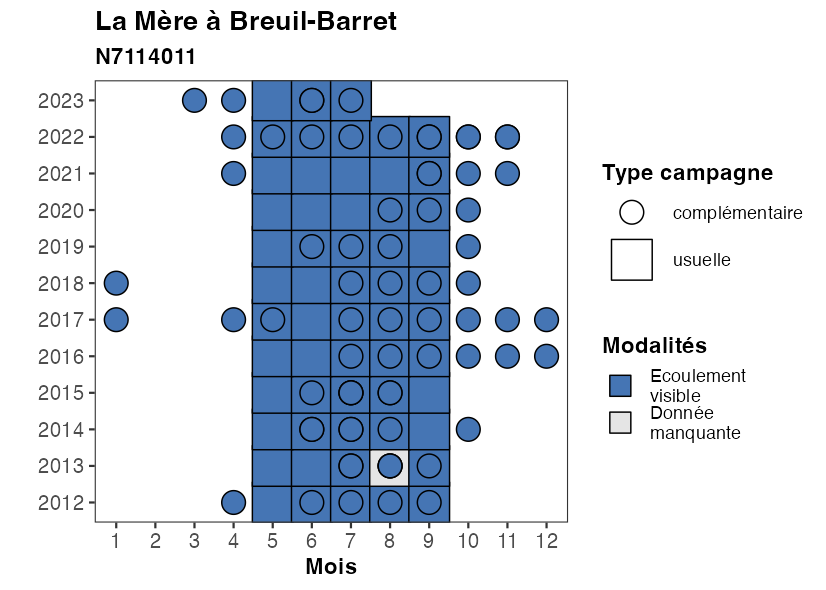 La Mère à Breuil-Barret
N7114011
2023
2022
2021
2020
2019
2018
2017
2016
2015
2014
2013
2012
1 2 3 4 5 6 7 8 9 10 11 12
Mois
Type campagne
complémentaire
usuelle
Modalités
Ecoulement
visible
Donnée
manquante